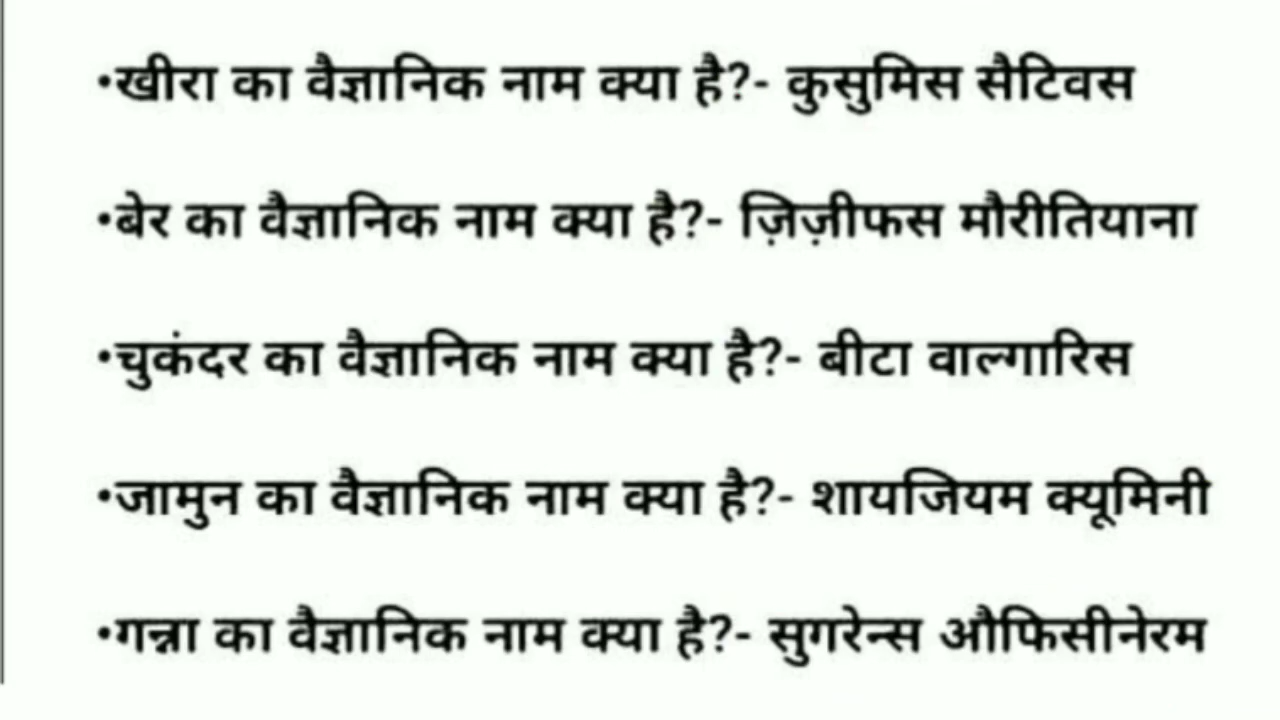 •खीरा का वैज्ञानिक नाम क्या है?- कुसुमिस सैटिवस
•बेर का वैज्ञानिक नाम क्या है?- ज़िज़ीफस मौरीतियाना
•चुकंदर का वैज्ञानिक नाम क्या है?- बीटा वाल्गारिस
•जामुन का वैज्ञानिक नाम क्या है?- शायजियम क्यूमिनी
•गन्ना का वैज्ञानिक नाम क्या है?- सुगरेन्स औफिसीनेरम